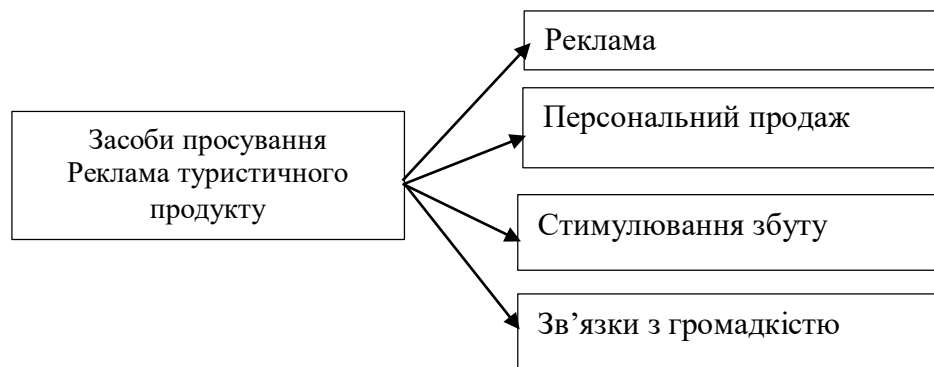 Засоби просування
Реклама туристичного
продукту
Реклама
Персональний продаж
Стимулювання збуту
Зв’язки з громадкістю